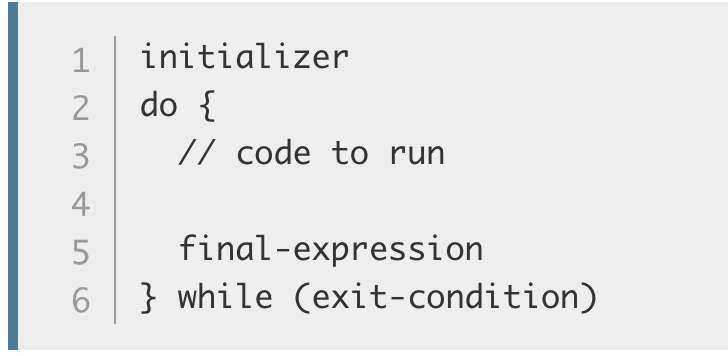 1 initializer
2 do {
3   // code to run
4
5   final-expression
6 } while (exit-condition)